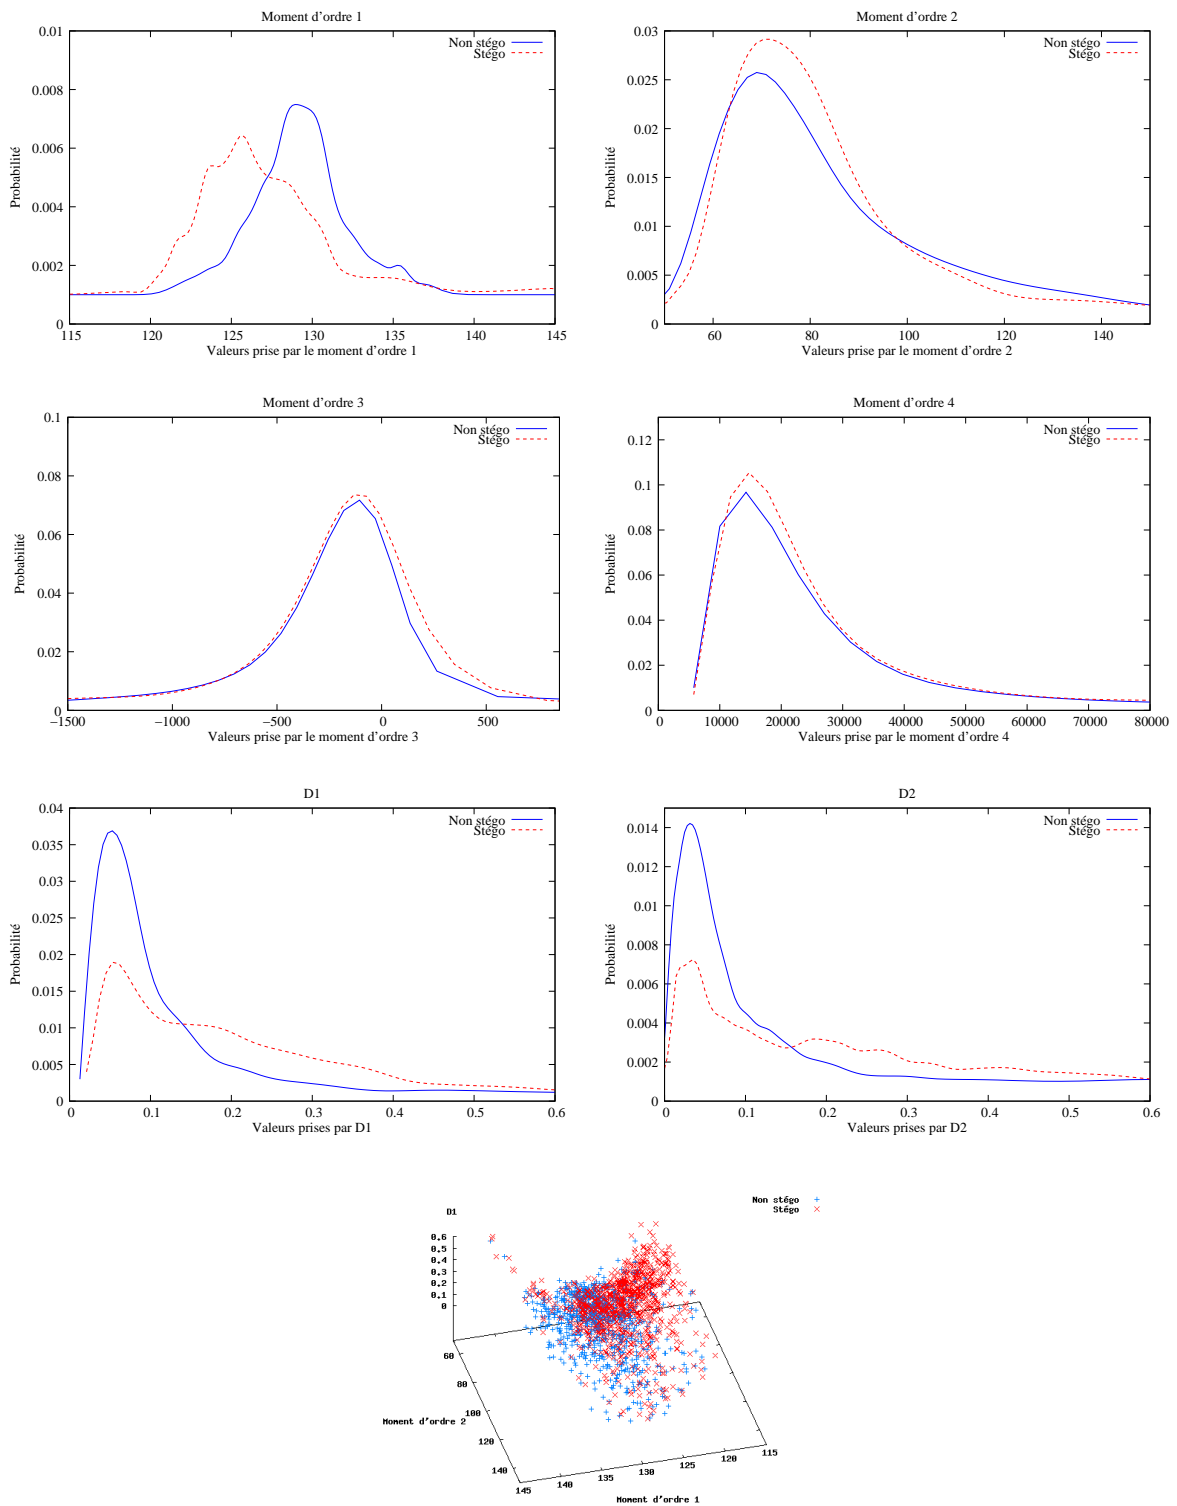 Moment d'ordre 1
Non stégo
Stégo
Probabilité
0.01
0.008
0.006
0.004
0.002
0
115 120 125 130 135 140 145
Valeurs prise par le moment d'ordre 1
Moment d'ordre 2
Non stégo
Stégo
Probabilité
0.03
0.025
0.02
0.015
0.01
0.005
0
60 80 100 120 140
Valeurs prise par le moment d'ordre 2
Moment d'ordre 3
Non stégo
Stégo
Probabilité
0.1
0.08
0.06
0.04
0.02
0
−1500 −1000 −500 0 500
Valeurs prise par le moment d'ordre 3
Moment d'ordre 4
Non stégo
Stégo
Probabilité
0.12
0.1
0.08
0.06
0.04
0.02
0
0 10000 20000 30000 40000 50000 60000 70000 80000
Valeurs prise par le moment d'ordre 4
D1
Non stégo
Stégo
Probabilité
0.04
0.035
0.03
0.025
0.02
0.015
0.01
0.005
0
0 0.1 0.2 0.3 0.4 0.5 0.6
Valeurs prises par D1
D2
Non stégo
Stégo
Probabilité
0.014
0.012
0.01
0.008
0.006
0.004
0.002
0
0 0.1 0.2 0.3 0.4 0.5 0.6
Valeurs prises par D2
Non stégo
Stégo
D1
0.6
0.5
0.4
0.3
0.2
0.1
0
60
80
100
120
140
Moment d'ordre 2
145 140 135 130 125 120 115
Moment d'ordre 1